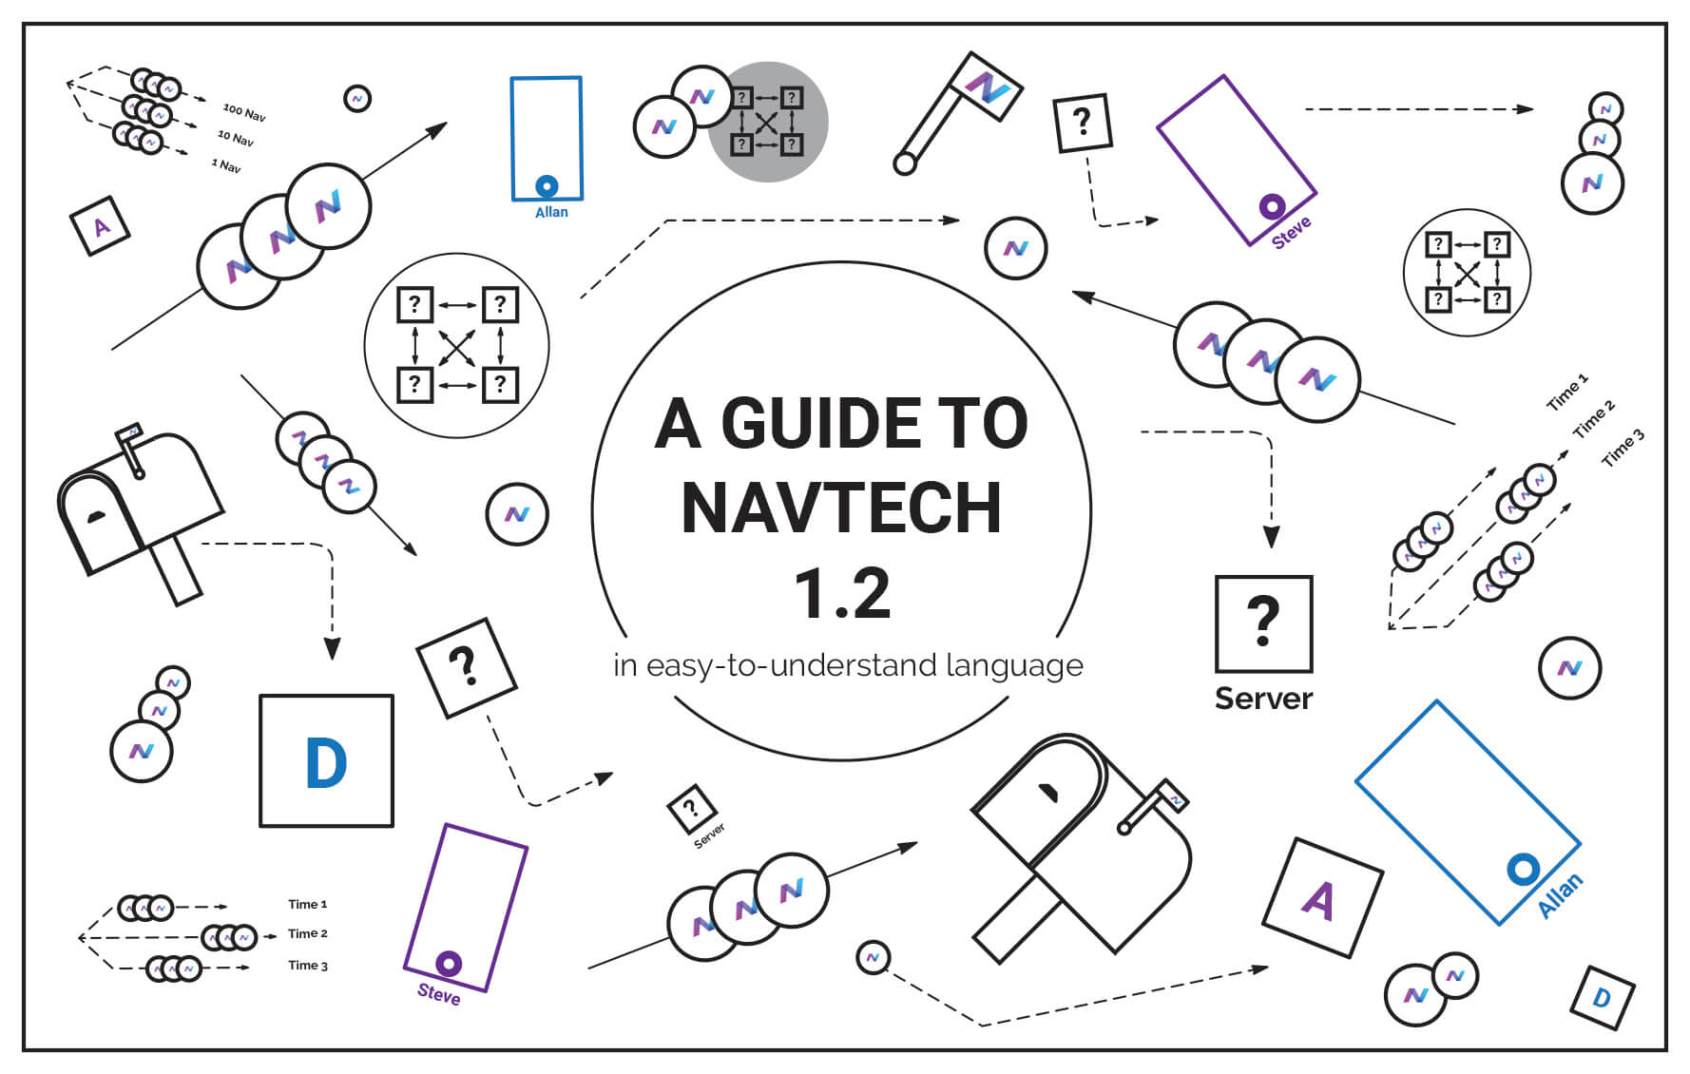 100 Nav
10 Nav
1 Nav
A
Allan
? ?
? ?
?
Steve
? ?
? ?
? ?
? ?
A GUIDE TO
NAVTECH
1.2
in easy-to-understand language
Time 1
Time 2
Time 3
?
Server
?
D
?
Server
Allan
A
Time 1
Time 2
Time 3
Steve
D